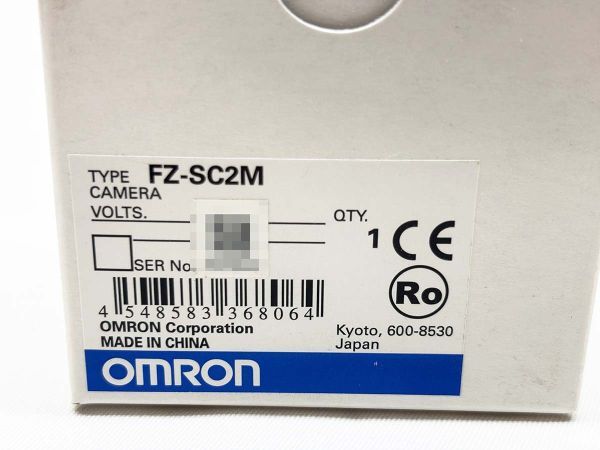 TYPE FZ-SC2M
CAMERA
VOLTS. QTY. 1
CE
SER No.
Ro
4 548583 368064
OMRON Corporation
MADE IN CHINA
Kyoto, 600-8530
Japan
OMRON